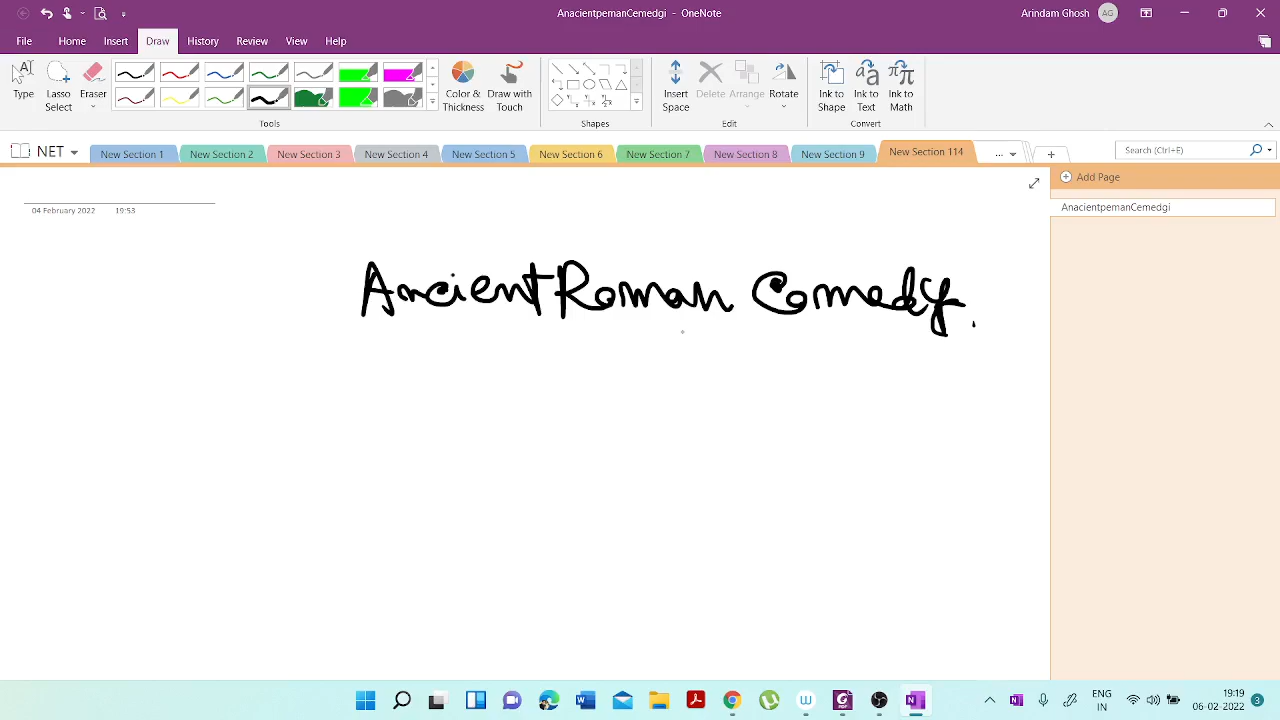 AnacientpemanCemedgi - OneNote
Arindam Ghosh AG
File Home Insert Draw History Review View Help
Type
Lasso Select
Eraser
Color & Thickness
Draw with Touch
Insert Space
Delete
Arrange
Rotate
Ink to Shape
Ink to Text
Ink to Math
Tools Shapes Edit Convert
NET New Section 1 New Section 2 New Section 3 New Section 4 New Section 5 New Section 6 New Section 7 New Section 8 New Section 9 New Section 114 ... Search (Ctrl+E)
Add Page
AnacientpemanCemedgi
04 February 2022 19:53
Ancient Roman Comedy.
ENG IN
19:19
06-02-2022
3